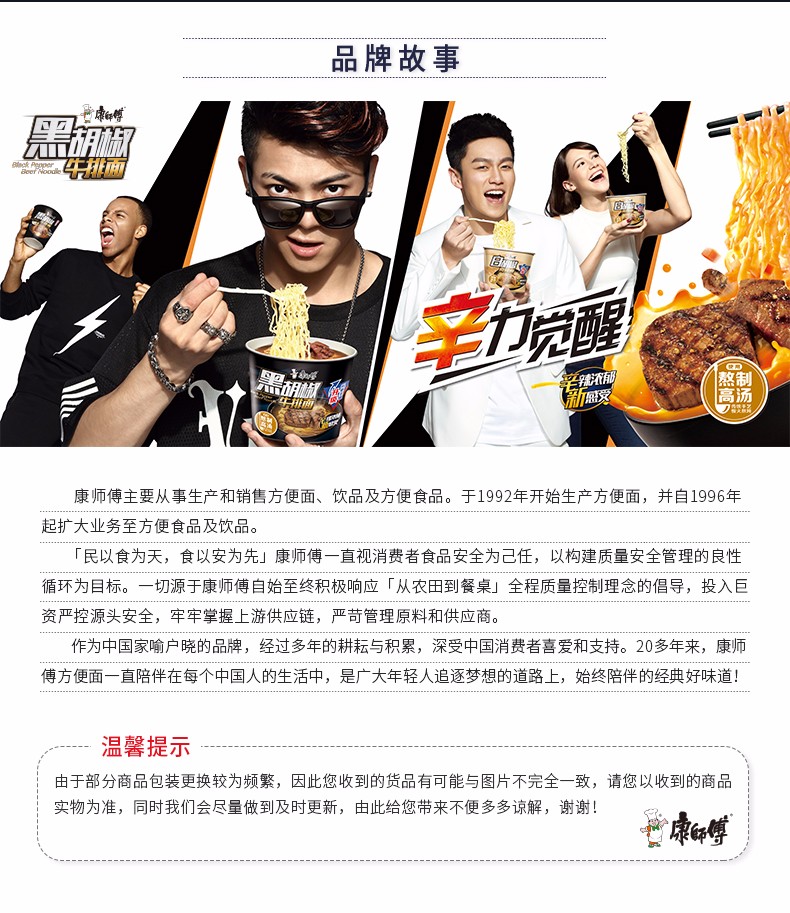 品牌故事
康師傅
黑胡椒
牛排面
Black Pepper
Beef Noodle
康師傅
黑胡椒
牛排面
辛力觉醒
辛辣浓郁
新感受
熬制
高汤
康师傅主要从事生产和销售方便面、饮品及方便食品。于1992年开始生产方便面，并自1996年
起扩大业务至方便食品及饮品。
「民以食为天，食以安为先」康师傅一直视消费者食品安全为己任，以构建质量安全管理的良性
循环为目标。一切源于康师傅自始至终积极响应「从农田到餐桌」全程质量控制理念的倡导，投入巨
资严控源头安全，牢牢掌握上游供应链，严苛管理原料和供应商。
作为中国家喻户晓的品牌，经过多年的耕耘与积累，深受中国消费者喜爱和支持。20多年来，康师
傅方便面一直陪伴在每个中国人的生活中，是广大年轻人追逐梦想的道路上，始终陪伴的经典好味道！
温馨提示
由于部分商品包装更换较为频繁，因此您收到的货品有可能与图片不完全一致，请您以收到的商品
实物为准，同时我们会尽量做到及时更新，由此给您带来不便多多谅解，谢谢！
康師傅